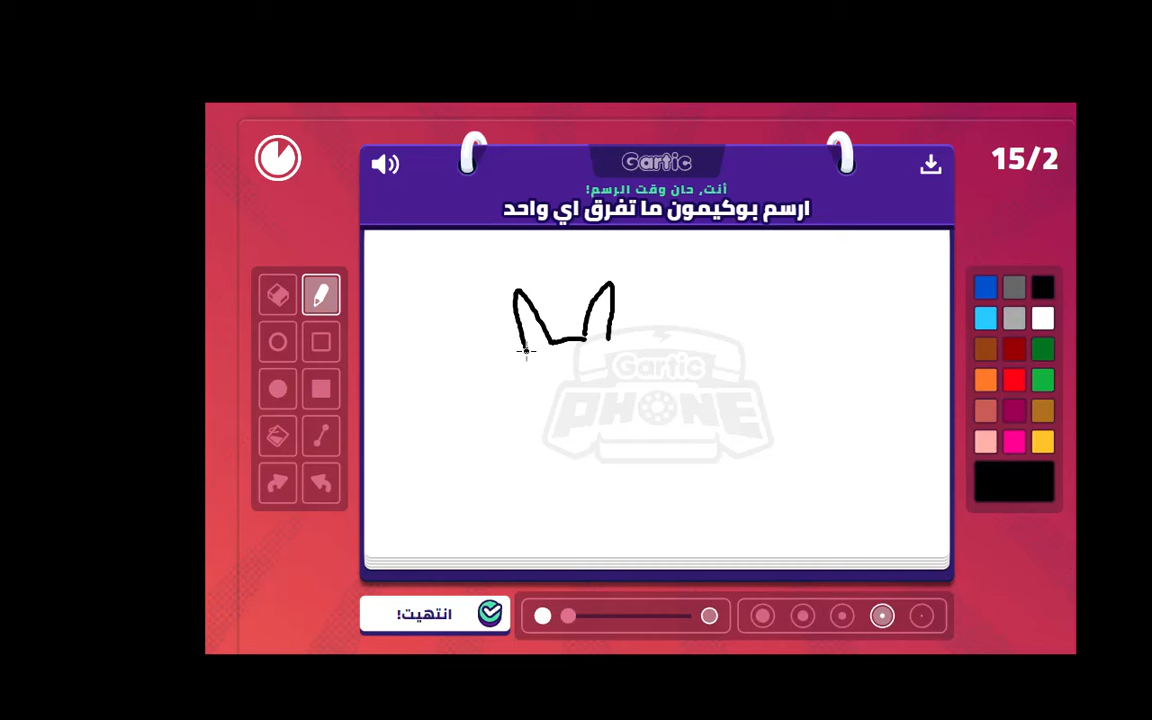 Gartic
15/2
أنت, حان وقت الرسم!
ارسم بوكيمون ما تفرق اي واحد
Gartic
PHONE
انتهيت!